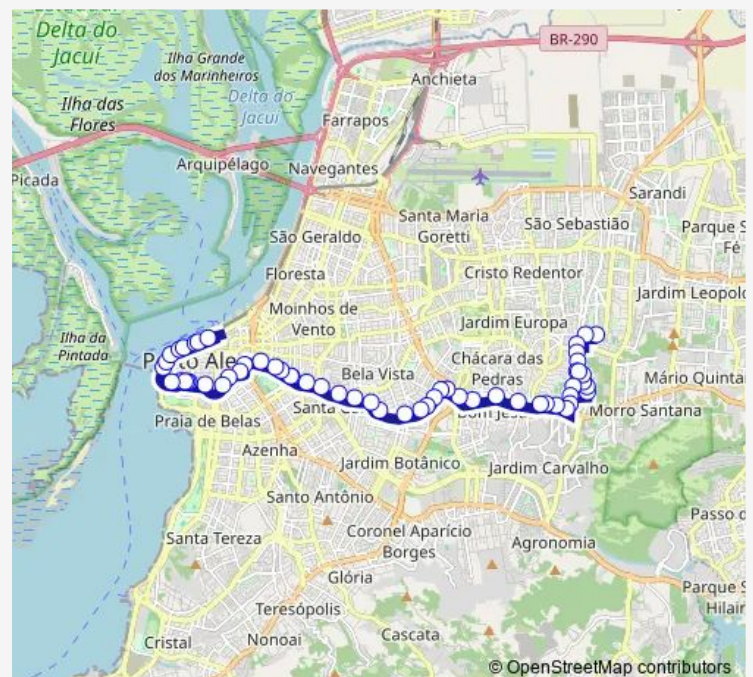 Delta do
Jacuí
Ilha Grande
dos Marinheiros
BR-290
Anchieta
Ilha das
Flores
Delta do
Jacuí
Farrapos
Arquipélago
Navegantes
Picada
Sarandi
Santa Maria
Goretti
São Sebastião
Parque S
Fé
São Geraldo
Floresta
Cristo Redentor
Jardim Leopol
Moinhos de
Vento
Jardim Europa
Ilha da
Pintada
Chácara das
Pedras
Bela Vista
Mário Quinta
Morro Santana
Praia de Belas
Azenha
Jardim Botânico
Jardim Carvalho
Santo Antônio
Passo d
Santa Tereza
Coronel Aparício
Borges
Agronomia
Glória
Parque S
Hilair
Teresópolis
Cristal
Nonoai
Cascata
© OpenStreetMap contributors